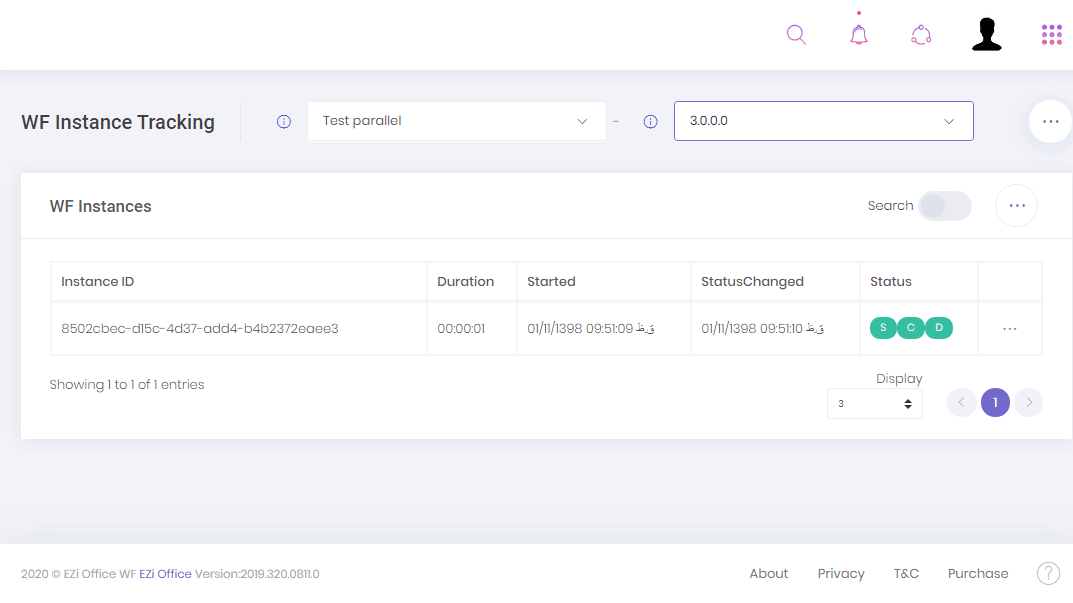 WF Instance Tracking
Test parallel
-
3.0.0.0
WF Instances
Search
Instance ID Duration Started StatusChanged Status
8502cbec-d15c-4d37-add4-b4b2372eaee3 00:00:01 01/11/1398 09:51:09 ق.ظ 01/11/1398 09:51:10 ق.ظ S C D
Showing 1 to 1 of 1 entries
Display
3
1
2020 © EZi Office WF EZi Office Version:2019.320.0811.0
About Privacy T&C Purchase